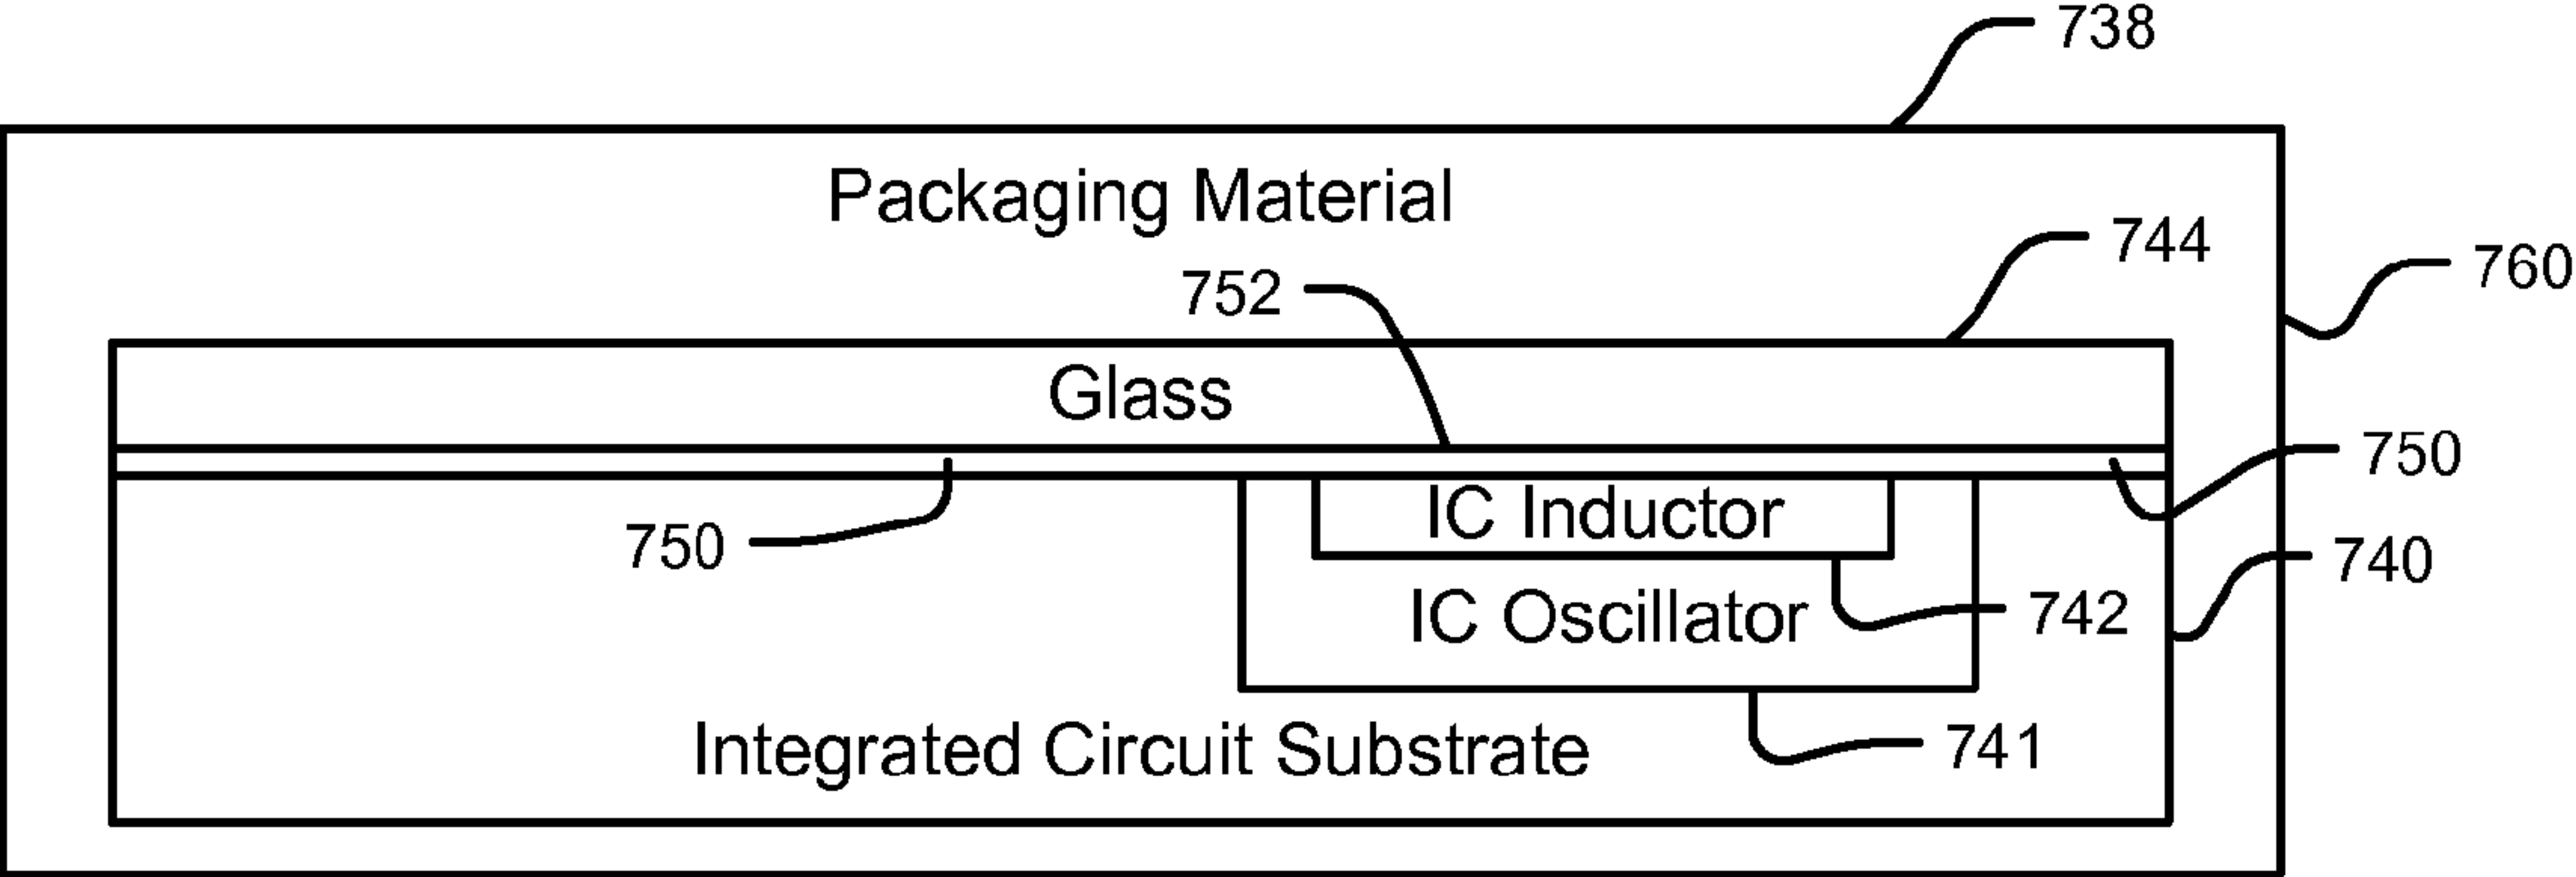 738
Packaging Material
744
760
752
Glass
750
IC Inductor
750
740
IC Oscillator
742
Integrated Circuit Substrate
741